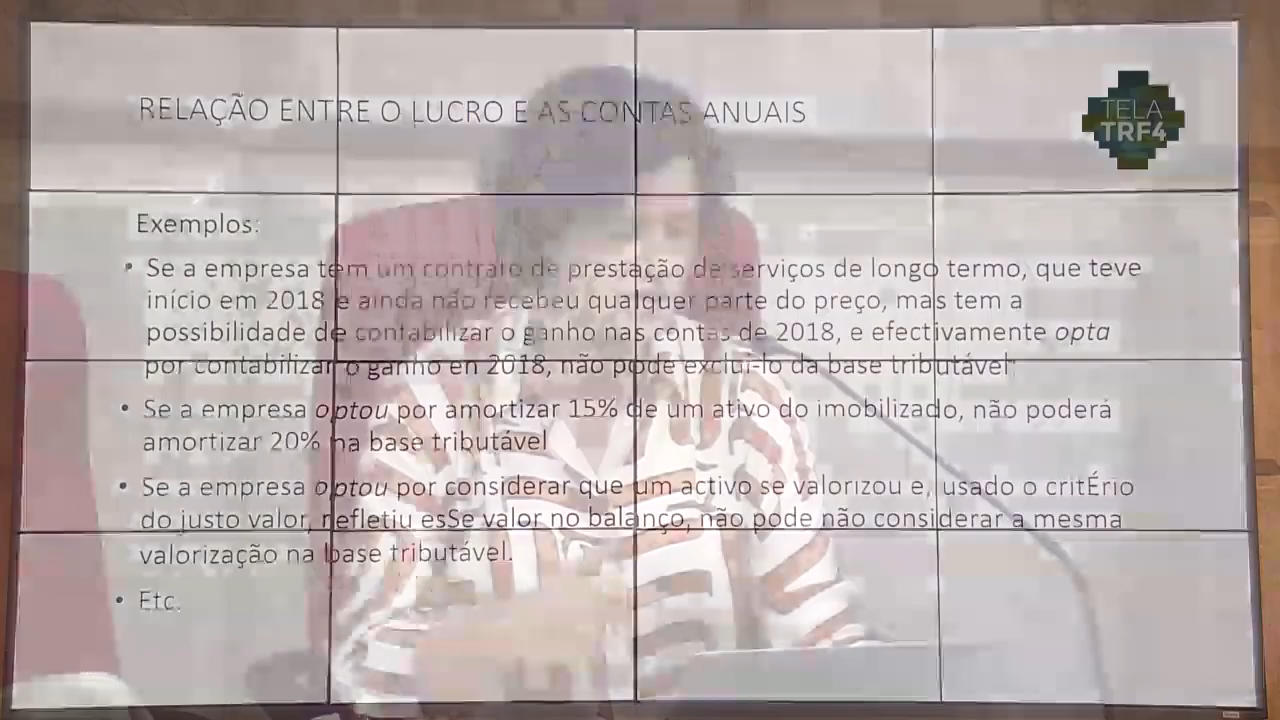 RELAÇÃO ENTRE O LUCRO E AS CONTAS ANUAIS
TELA
TRF4
Exemplos:
• Se a empresa tem um contrato de prestação de serviços de longo termo, que teve
início em 2018 e ainda não recebeu qualquer parte do preço, mas tem a
possibilidade de contabilizar o ganho nas contas de 2018, e efectivamente opta
por contabilizar o ganho en 2018, não pode excluí-lo da base tributável
• Se a empresa optou por amortizar 15% de um ativo do imobilizado, não poderá
amortizar 20% na base tributável
• Se a empresa optou por considerar que um activo se valorizou e, usado o critÉrio
do justo valor, refletiu esSe valor no balanço, não pode não considerar a mesma
valorização na base tributável.
• Etc.